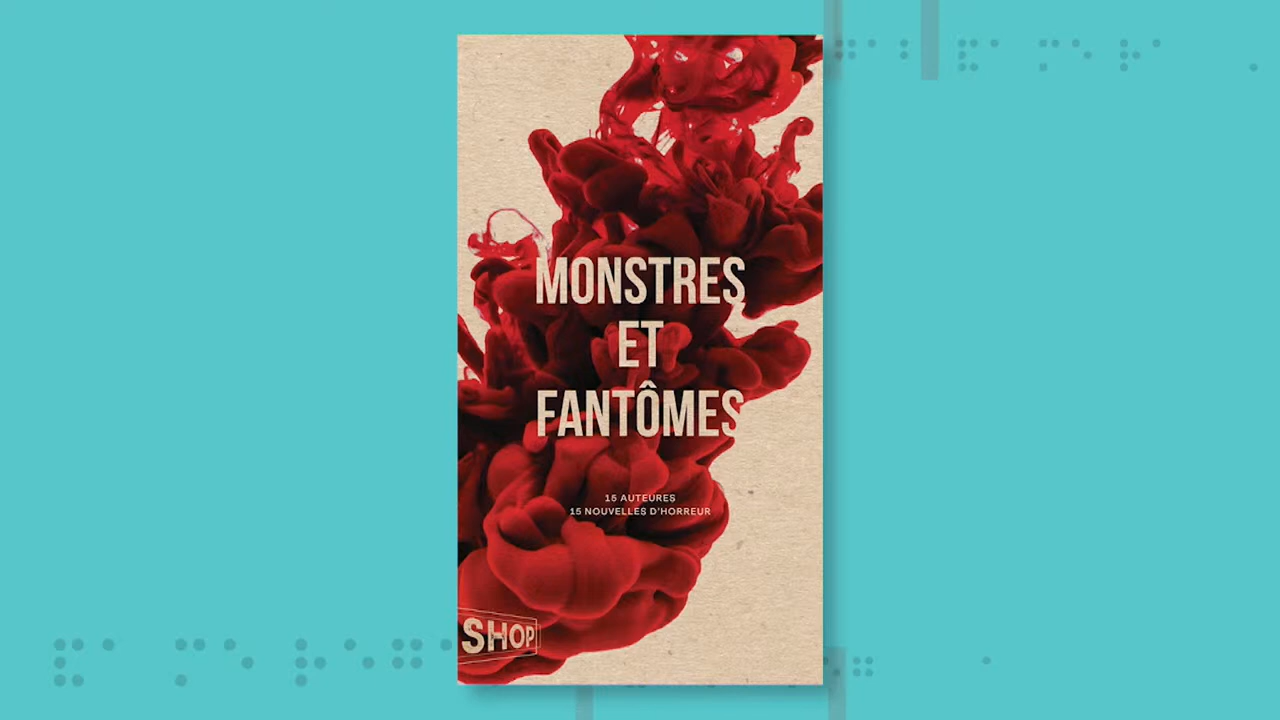 MONSTRES
ET
FANTÔMES
15 AUTEURES
15 NOUVELLES D'HORREUR
SHOP